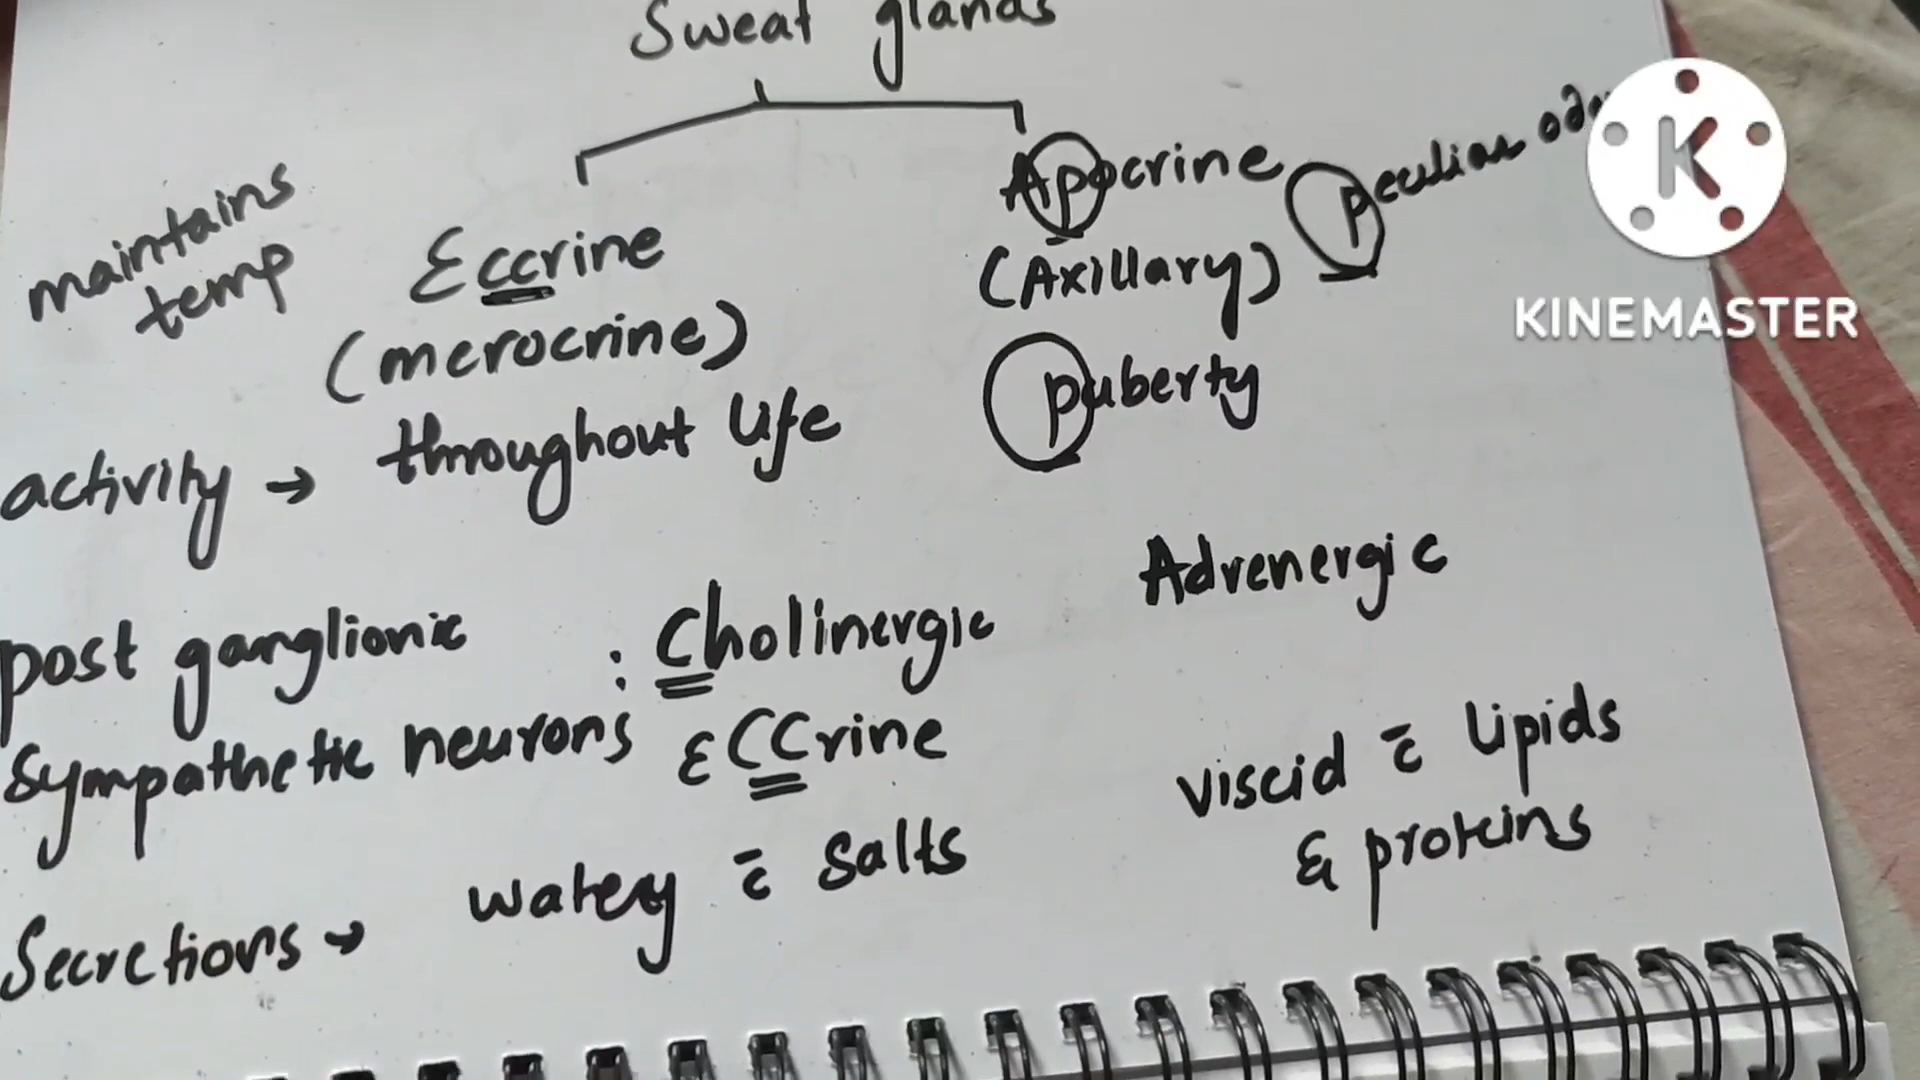 Sweat glands
maintains
temp
Eccrine
(merocrine)
Apocrine
(Axillary)
peculiar
puberty
activity → throughout life
post ganglionic
sympathetic neurons
: Cholinergic
ECCrine
Adrenergic
Secretions → watery c̄ salts
viscid c̄ lipids
& proteins
K
KINEMASTER